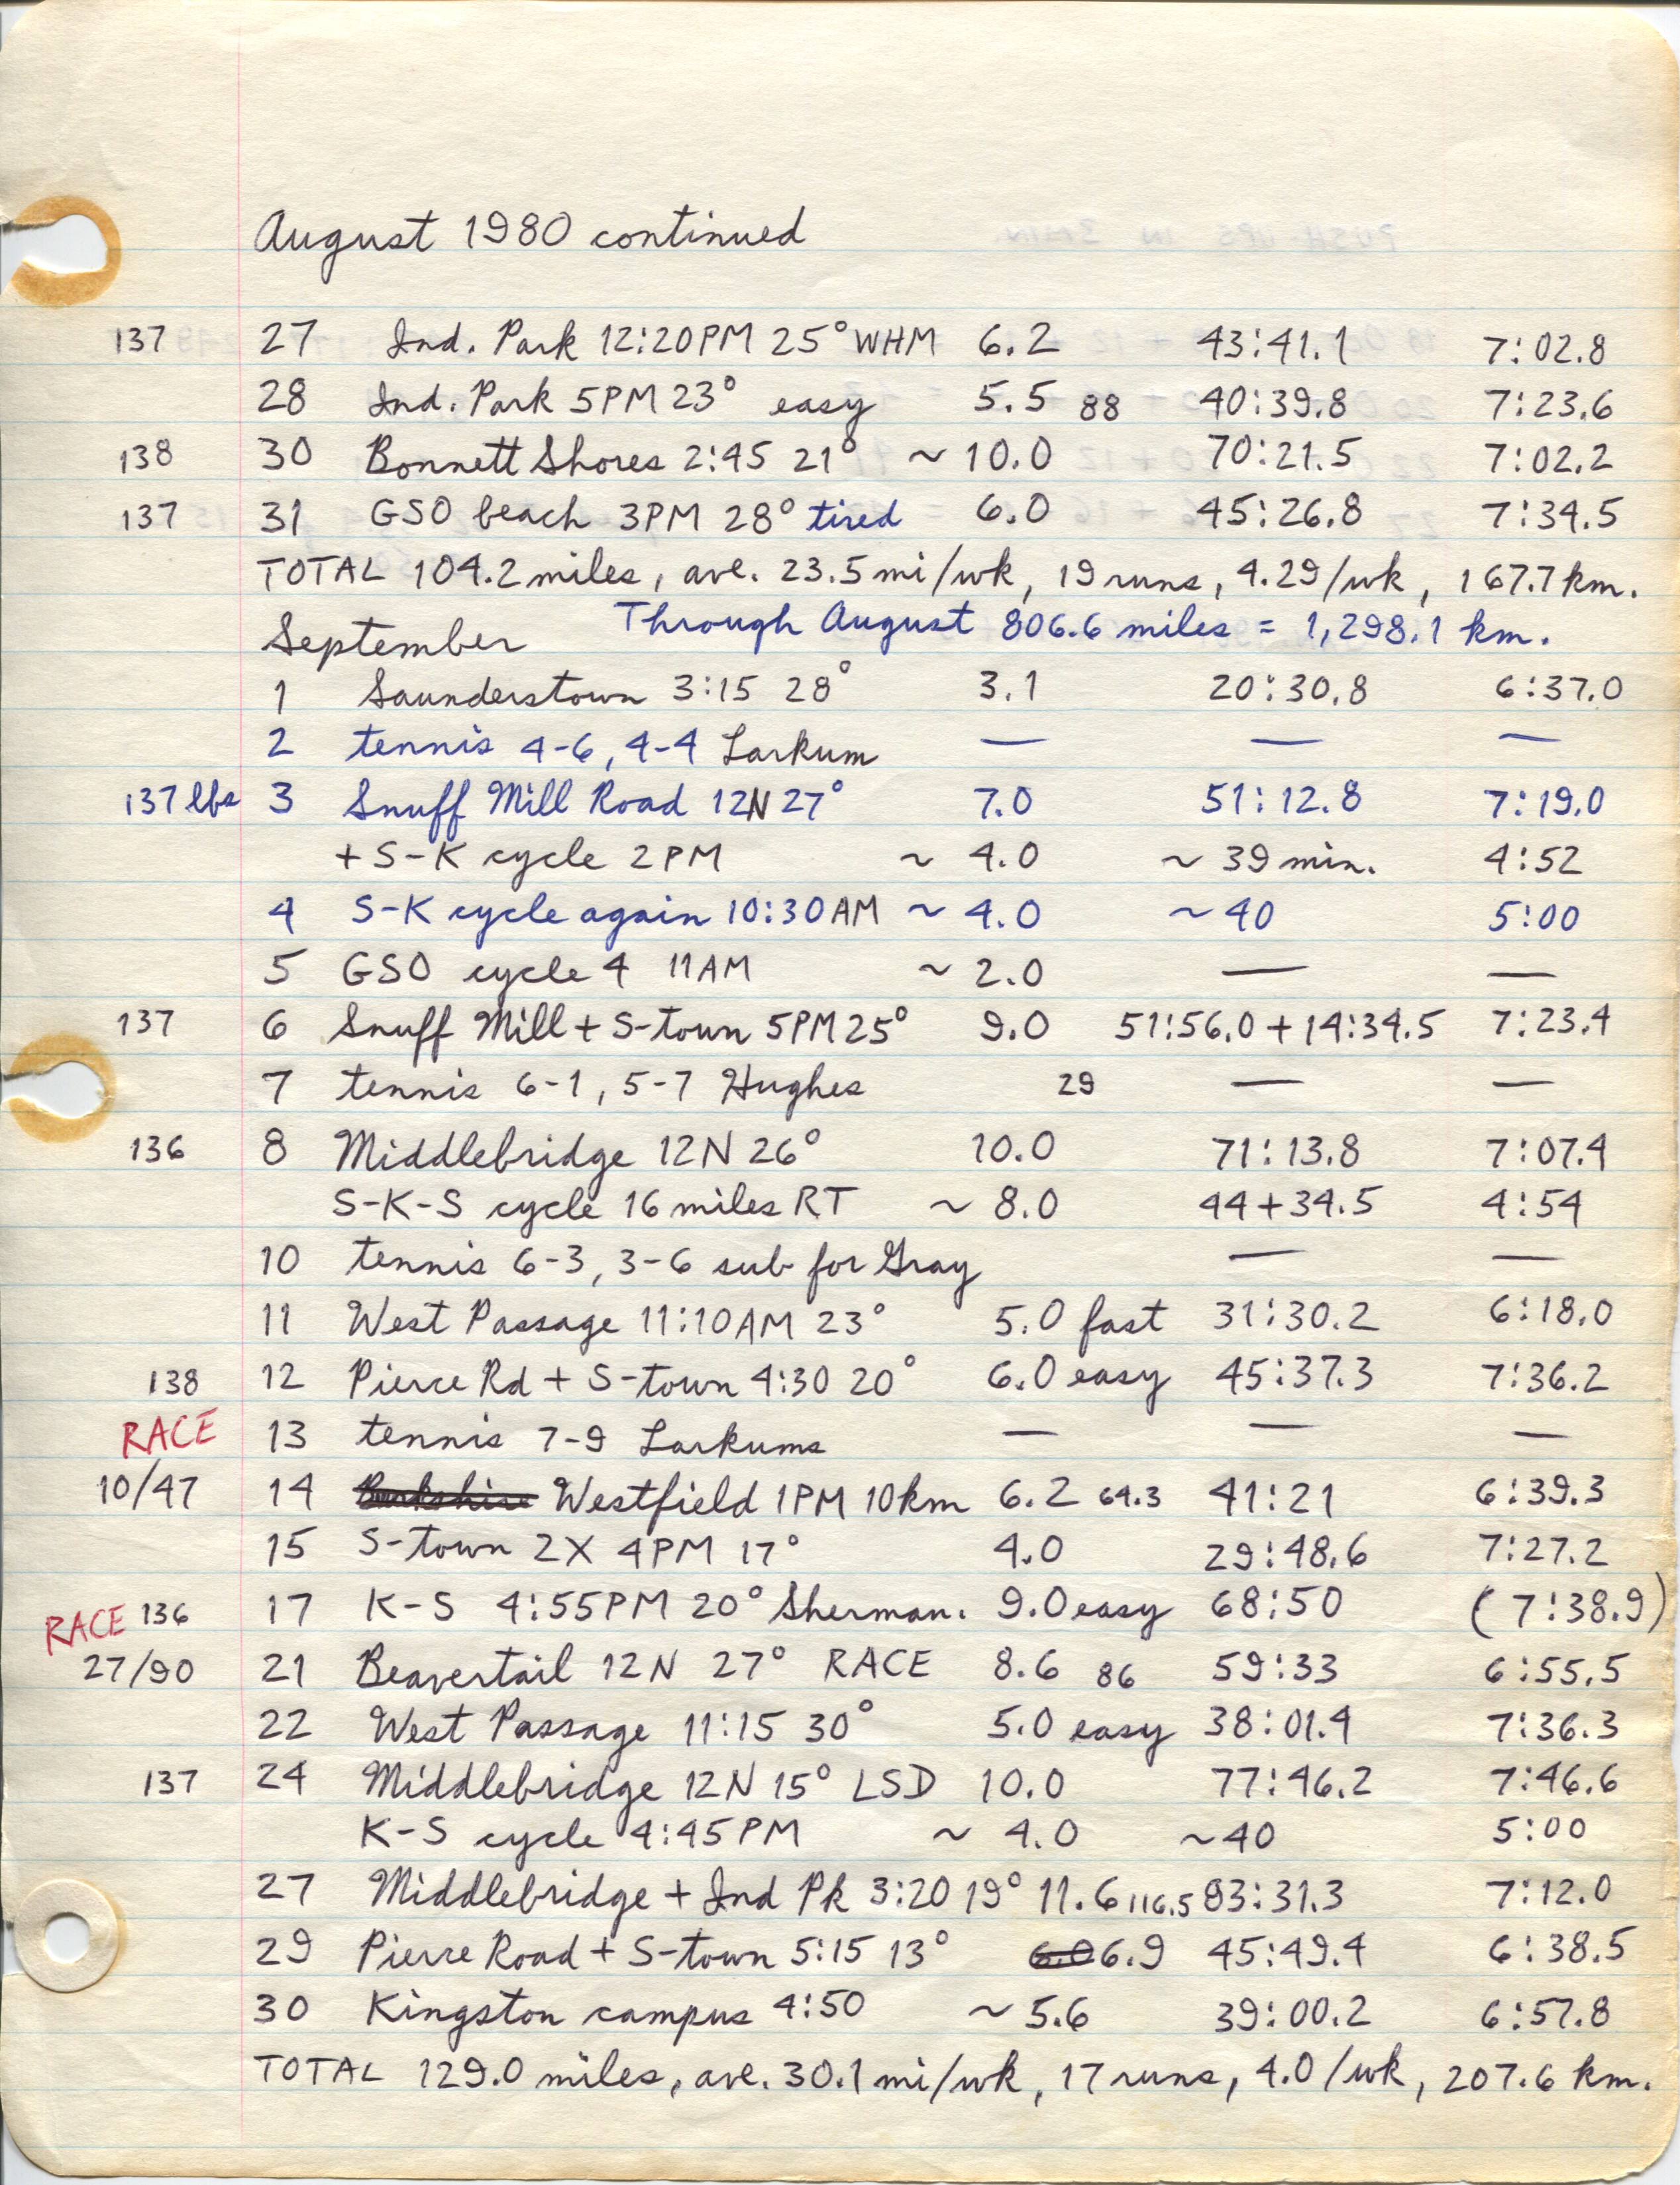 August 1980 continued
137 27 Ind. Park 12:20PM 25° WHM 6.2 43:41.1 7:02.8
28 Ind. Park 5PM 23° easy 5.5 88 40:39.8 7:23.6
138 30 Bonnett Shores 2:45 21° ~ 10.0 70:21.5 7:02.2
137 31 GSO beach 3PM 28° tired 6.0 45:26.8 7:34.5
TOTAL 104.2 miles, ave. 23.5 mi/wk, 19 runs, 4.29/wk, 167.7 km.
Through August 806.6 miles = 1,298.1 km.
September
1 Saunderstown 3:15 28° 3.1 20:30.8 6:37.0
2 tennis 4-6, 4-4 Larkum — — —
137 lbs 3 Snuff Mill Road 12N 27° 7.0 51:12.8 7:19.0
+ S-K cycle 2PM ~ 4.0 ~ 39 min. 4:52
4 S-K cycle again 10:30AM ~ 4.0 ~ 40 5:00
5 GSO cycle 4 11AM ~ 2.0 — —
137 6 Snuff Mill + S-town 5PM 25° 9.0 51:56.0 + 14:34.5 7:23.4
7 tennis 6-1, 5-7 Hughes 29 — —
136 8 Middlebridge 12N 26° 10.0 71:13.8 7:07.4
S-K-S cycle 16 miles RT ~ 8.0 44 + 34.5 4:54
10 tennis 6-3, 3-6 sub for Gray — —
11 West Passage 11:10AM 23° 5.0 fast 31:30.2 6:18.0
138 12 Pierce Rd + S-town 4:30 20° 6.0 easy 45:37.3 7:36.2
RACE 13 tennis 7-9 Larkums — — —
10/47 14 Berkshire Westfield 1PM 10km 6.2 64.3 41:21 6:39.3
15 S-town 2X 4PM 17° 4.0 29:48.6 7:27.2
RACE 136 17 K-S 4:55PM 20° Sherman. 9.0 easy 68:50 (7:38.9)
27/90 21 Beavertail 12N 27° RACE 8.6 86 59:33 6:55.5
22 West Passage 11:15 30° 5.0 easy 38:01.4 7:36.3
137 24 Middlebridge 12N 15° LSD 10.0 77:46.2 7:46.6
K-S cycle 4:45PM ~ 4.0 ~40 5:00
27 Middlebridge + Ind Pk 3:20 19° 11.6 116.5 83:31.3 7:12.0
29 Pierce Road + S-town 5:15 13° 6.0 6.9 45:49.4 6:38.5
30 Kingston campus 4:50 ~ 5.6 39:00.2 6:57.8
TOTAL 129.0 miles, ave. 30.1 mi/wk, 17 runs, 4.0/wk, 207.6 km.